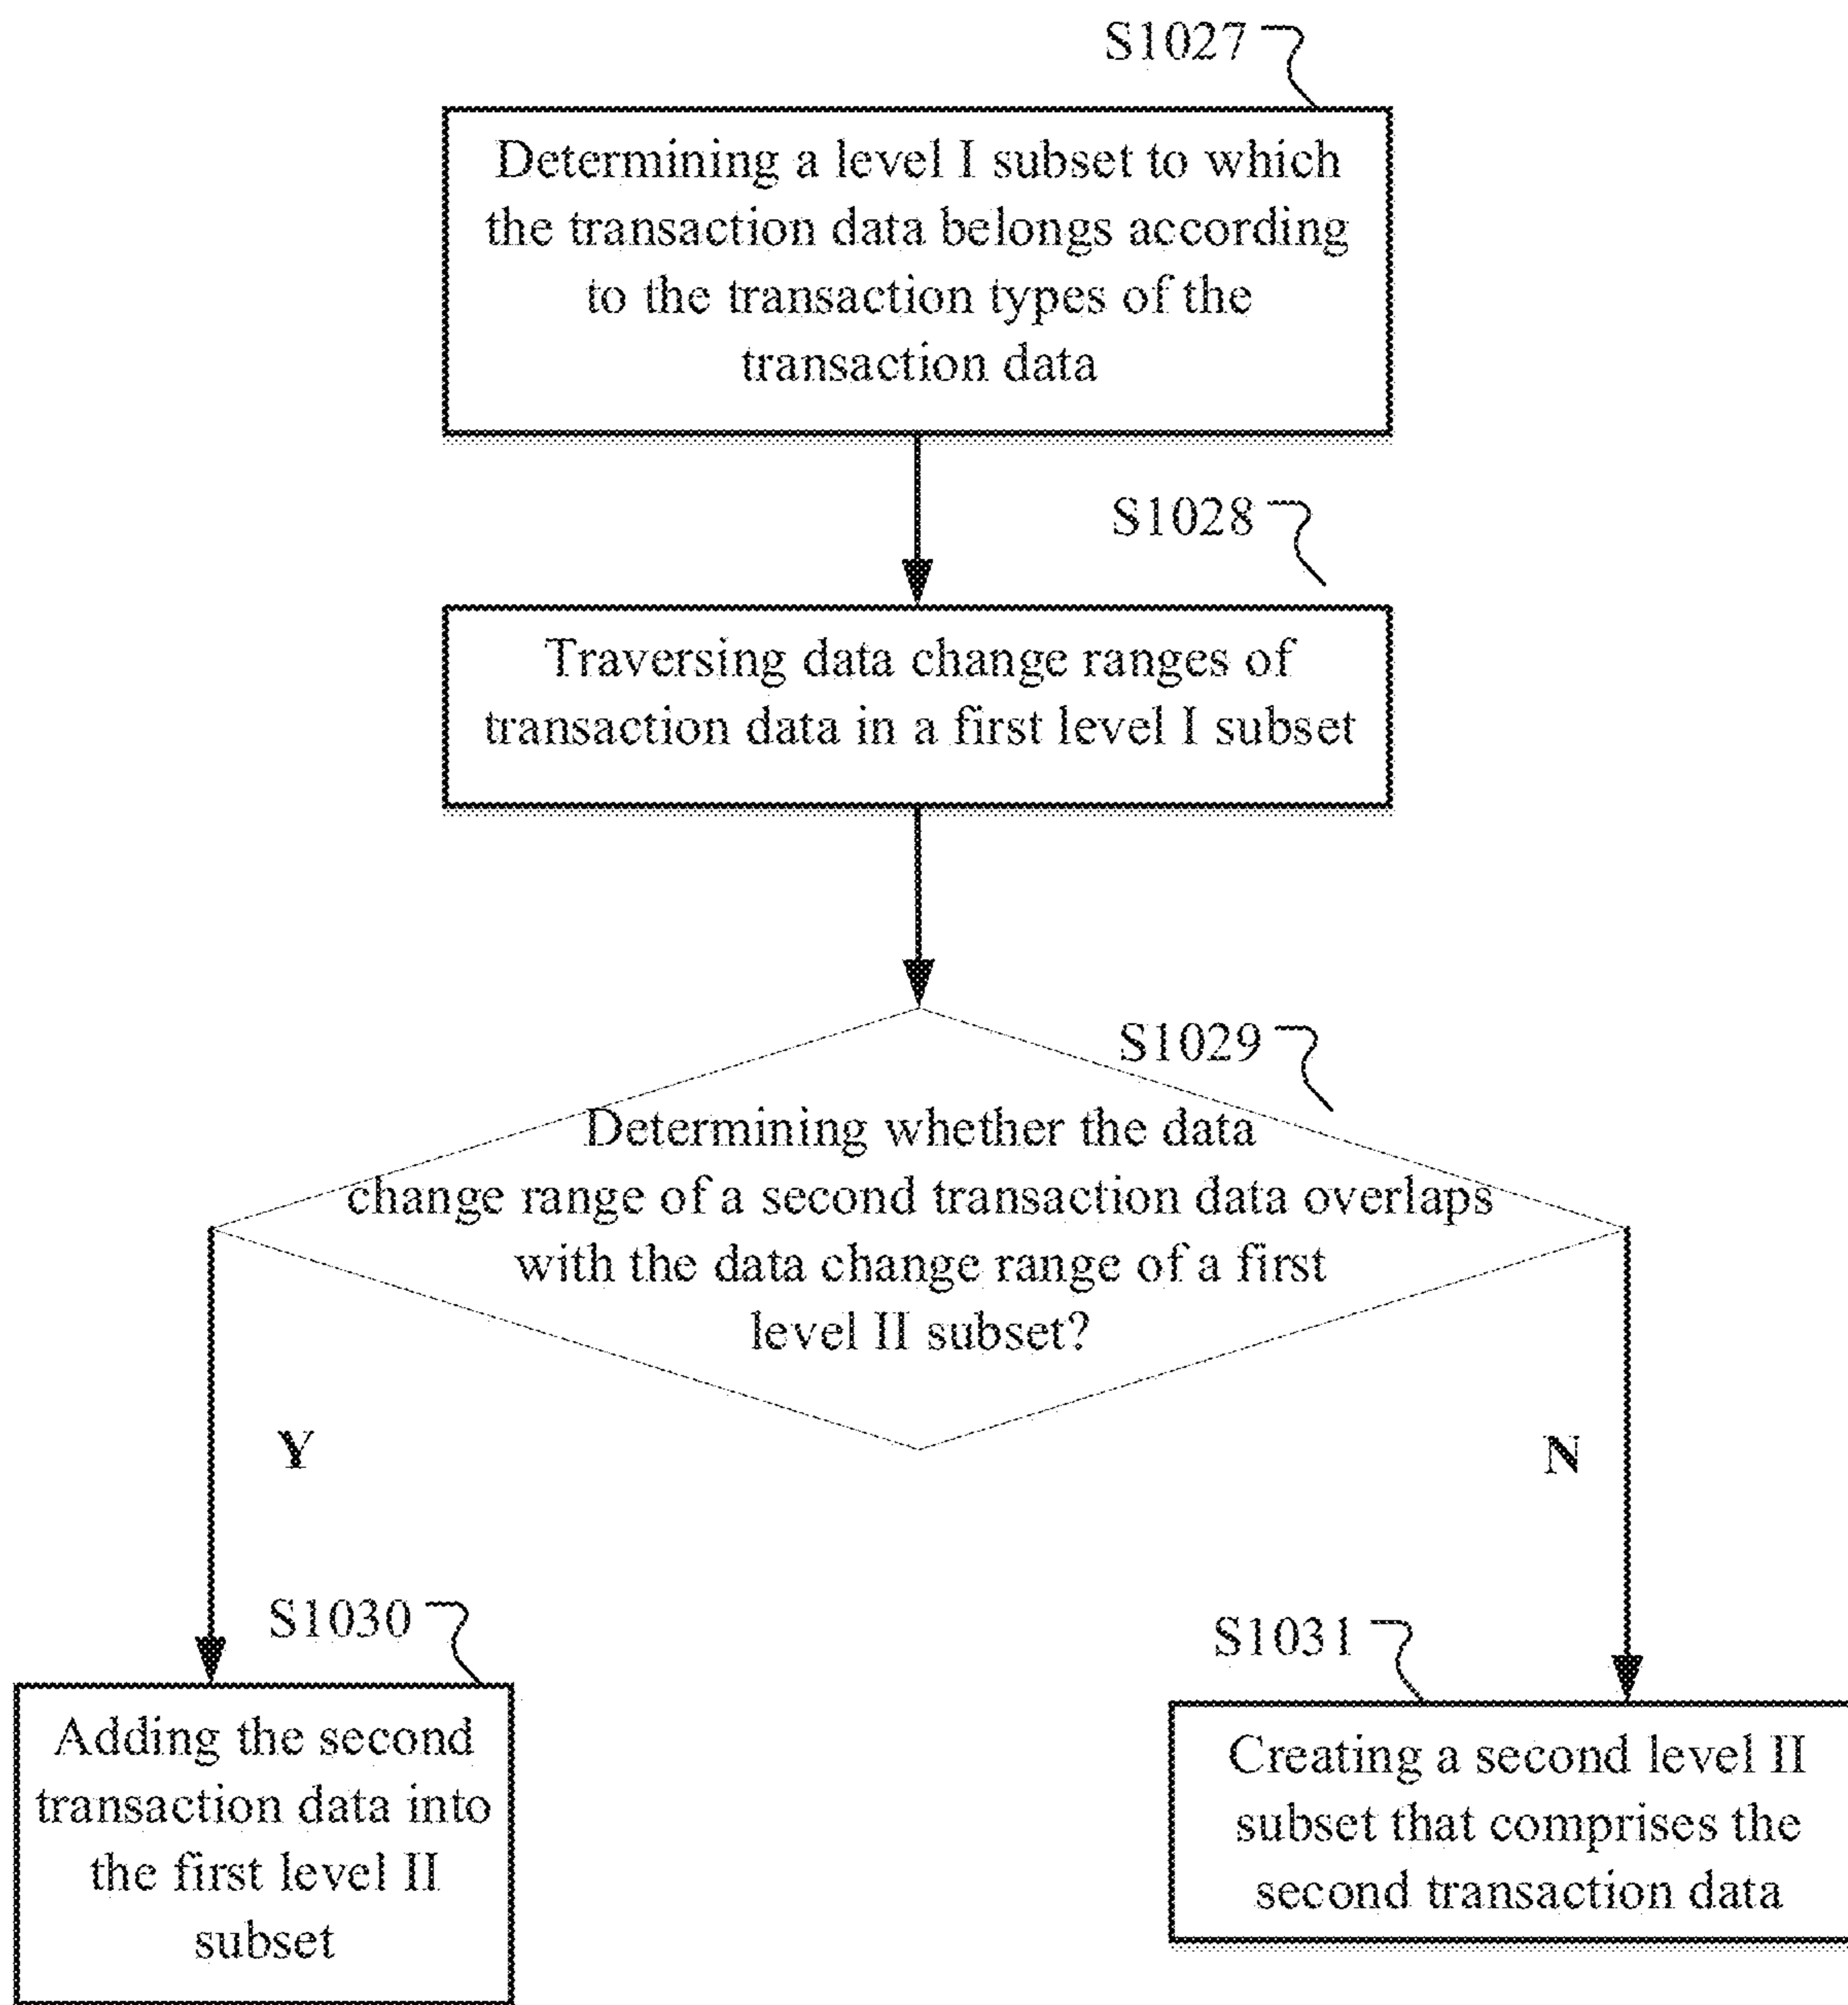 S1027
Determining a level I subset to which
the transaction data belongs according
to the transaction types of the
transaction data
S1028
Traversing data change ranges of
transaction data in a first level I subset
S1029
Determining whether the data
change range of a second transaction data overlaps
with the data change range of a first
level II subset?
Y
N
S1030
Adding the second
transaction data into
the first level II
subset
S1031
Creating a second level II
subset that comprises the
second transaction data